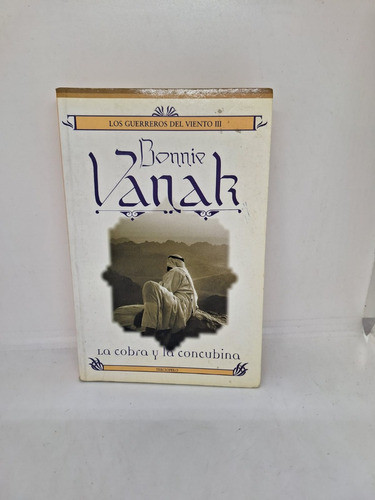 LOS GUERREROS DEL VIENTO III
Bonnie
Vanak
La cobra y la concubina